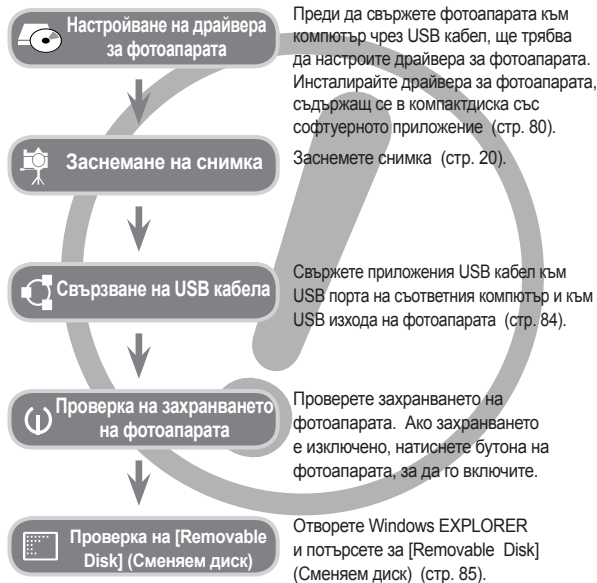 Настройване на драйвера
за фотоапарата
Преди да свържете фотоапарата към
компютър чрез USB кабел, ще трябва
да настроите драйвера за фотоапарата.
Инсталирайте драйвера за фотоапарата,
съдържащ се в компактдиска със
софтуерното приложение (стр. 80).
Заснемане на снимка
Заснемете снимка (стр. 20).
Свързване на USB кабела
Свържете приложения USB кабел към
USB порта на съответния компютър и към
USB изхода на фотоапарата (стр. 84).
Проверка на захранването
на фотоапарата
Проверете захранването на
фотоапарата. Ако захранването
е изключено, натиснете бутона на
фотоапарата, за да го включите.
Проверка на [Removable
Disk] (Сменяем диск)
Отворете Windows EXPLORER
и потърсете за [Removable Disk]
(Сменяем диск) (стр. 85).